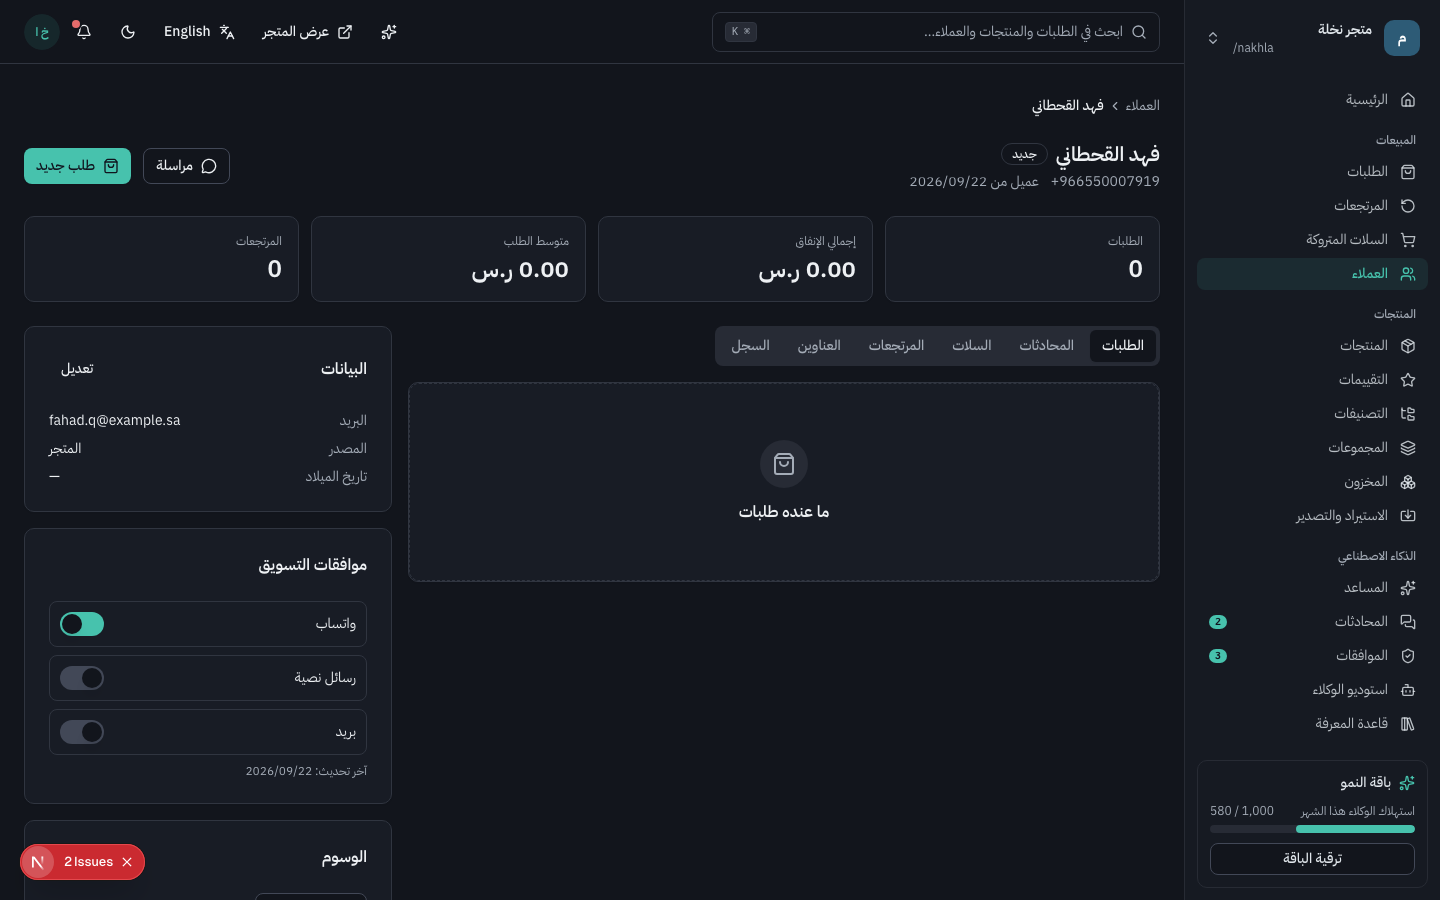 م
متجر نخلة
/nakhla
الرئيسية
المبيعات
الطلبات
المرتجعات
السلات المتروكة
العملاء
المنتجات
المنتجات
التقييمات
التصنيفات
المجموعات
المخزون
الاستيراد والتصدير
الذكاء الاصطناعي
المساعد
المحادثات 2
الموافقات 3
استوديو الوكلاء
قاعدة المعرفة
باقة النمو
استهلاك الوكلاء هذا الشهر 580 / 1,000
ترقية الباقة
ابحث في الطلبات والمنتجات والعملاء... ⌘ K
عرض المتجر
English
خ ا
العملاء › فهد القحطاني
فهد القحطاني جديد
+966550007919 عميل من 2026/09/22
مراسلة
طلب جديد
الطلبات
0
إجمالي الإنفاق
0.00 ر.س
متوسط الطلب
0.00 ر.س
المرتجعات
0
الطلبات المحادثات السلات المرتجعات العناوين السجل
ما عنده طلبات
البيانات تعديل
البريد fahad.q@example.sa
المصدر المتجر
تاريخ الميلاد —
موافقات التسويق
واتساب
رسائل نصية
بريد
آخر تحديث: 2026/09/22
الوسوم
N 2 Issues